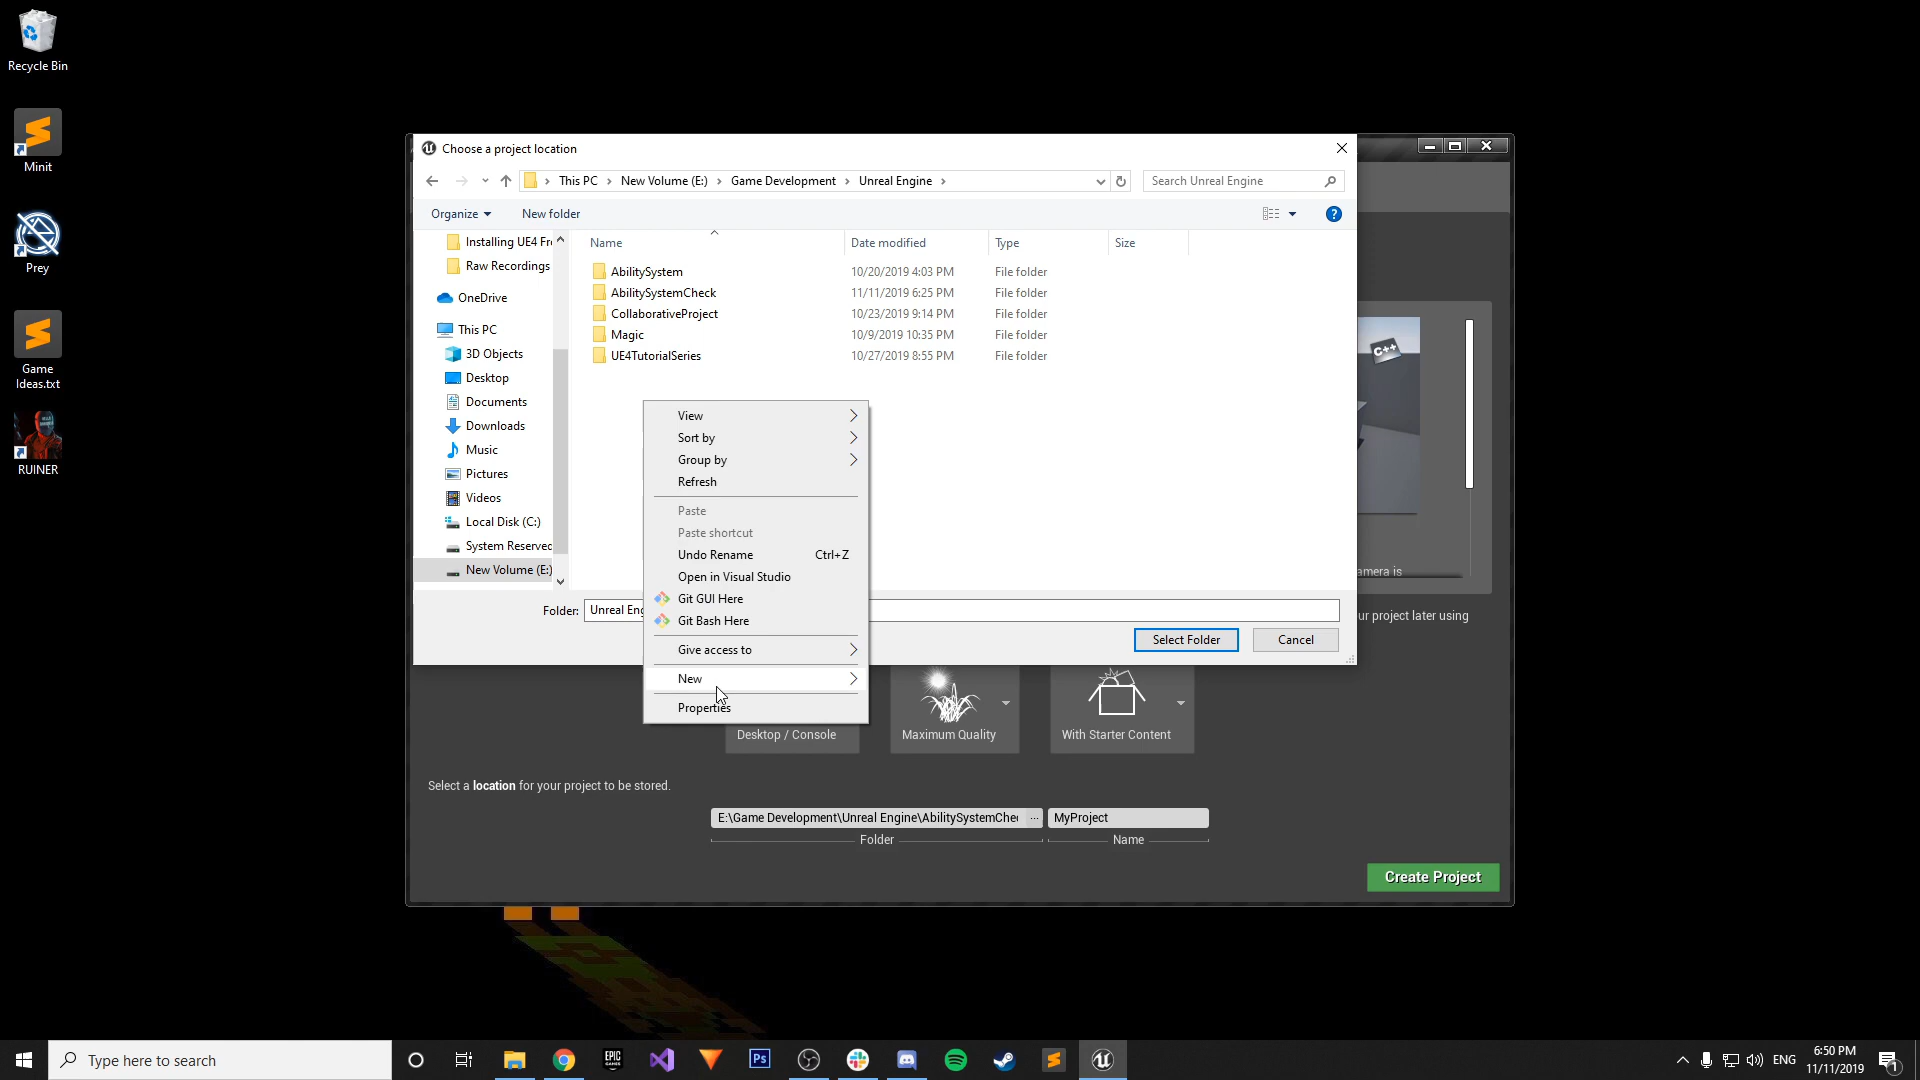 Recycle Bin
Minit
Prey
Game
Ideas.txt
RUINER
Choose a project location
This PC
New Volume (E:)
Game Development
Unreal Engine
Search Unreal Engine
Organize
New folder
Name
Date modified
Type
Size
Installing UE4 Fr
Raw Recordings
OneDrive
This PC
3D Objects
Desktop
Documents
Downloads
Music
Pictures
Videos
Local Disk (C:)
System Reserved
New Volume (E:)
AbilitySystem 10/20/2019 4:03 PM File folder
AbilitySystemCheck 11/11/2019 6:25 PM File folder
CollaborativeProject 10/23/2019 9:14 PM File folder
Magic 10/9/2019 10:35 PM File folder
UE4TutorialSeries 10/27/2019 8:55 PM File folder
View
Sort by
Group by
Refresh
Paste
Paste shortcut
Undo Rename Ctrl+Z
Open in Visual Studio
Git GUI Here
Git Bash Here
Give access to
New
Properties
Folder: Unreal Eng
Select Folder
Cancel
C++
amera is
ur project later using
Desktop / Console
Maximum Quality
With Starter Content
Select a location for your project to be stored.
E:\Game Development\Unreal Engine\AbilitySystemChe
...
MyProject
Folder
Name
Create Project
Type here to search
EPIC
GAMES
Ps
ENG
6:50 PM
11/11/2019
1